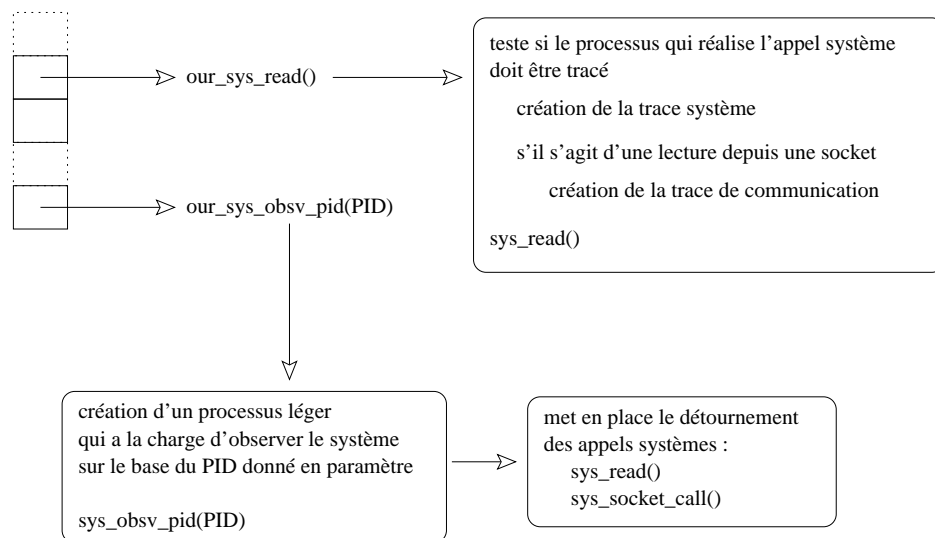 our_sys_read()
teste si le processus qui réalise l'appel système
doit être tracé
création de la trace système
s'il s'agit d'une lecture depuis une socket
création de la trace de communication
sys_read()
our_sys_obsv_pid(PID)
création d'un processus léger
qui a la charge d'observer le système
sur le base du PID donné en paramètre
sys_obsv_pid(PID)
met en place le détournement
des appels systèmes :
sys_read()
sys_socket_call()